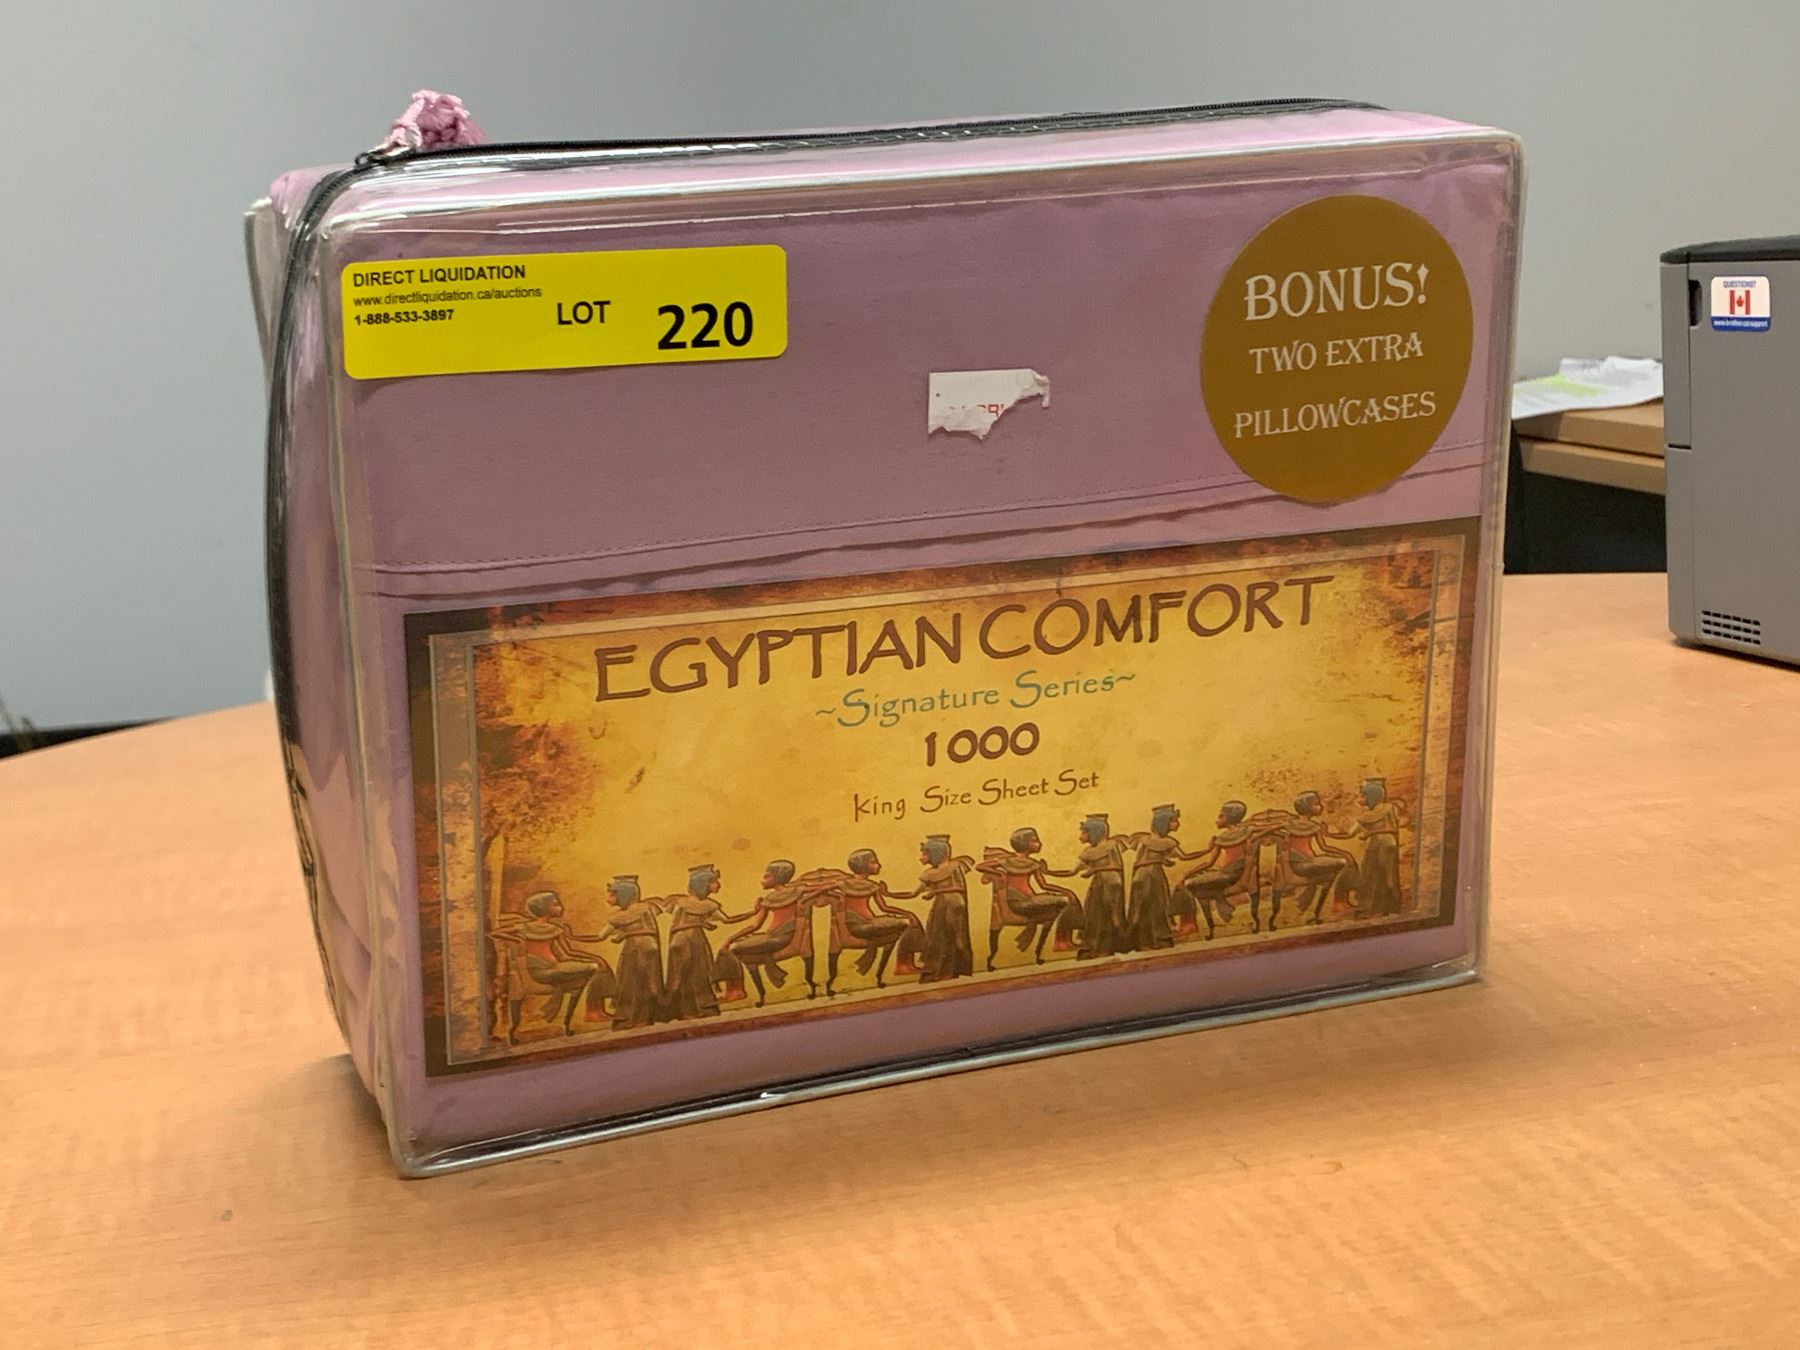 DIRECT LIQUIDATION
www.directliquidation.ca/auctions
1-888-533-3897
LOT 220
BONUS!
TWO EXTRA
PILLOWCASES
EGYPTIAN COMFORT
~Signature Series~
1000
King Size Sheet Set
QUESTIONS?